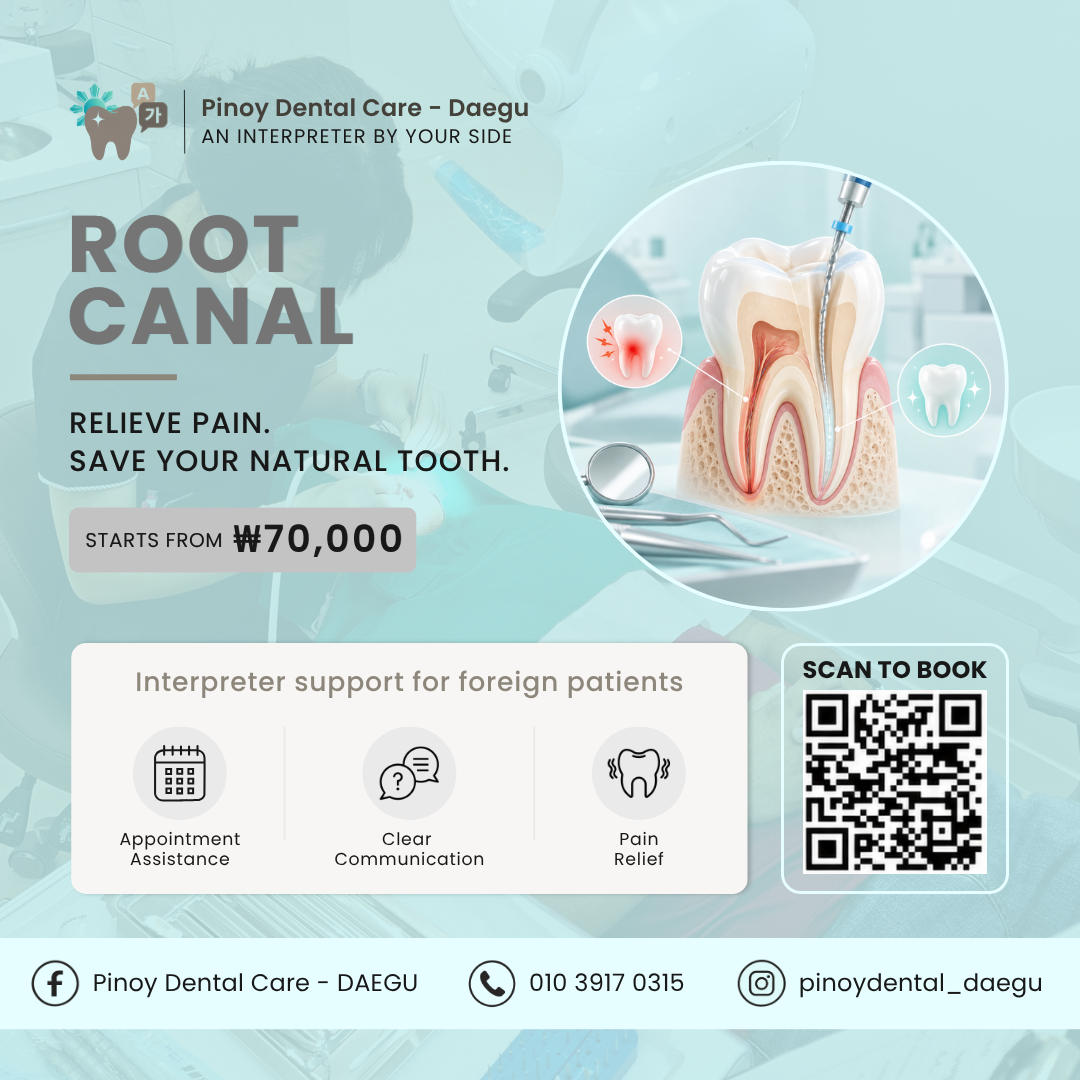 A
가
Pinoy Dental Care - Daegu
AN INTERPRETER BY YOUR SIDE
ROOT
CANAL
RELIEVE PAIN.
SAVE YOUR NATURAL TOOTH.
STARTS FROM ₩70,000
Interpreter support for foreign patients
Appointment
Assistance
Clear
Communication
Pain
Relief
SCAN TO BOOK
Pinoy Dental Care - DAEGU
010 3917 0315
pinoydental_daegu